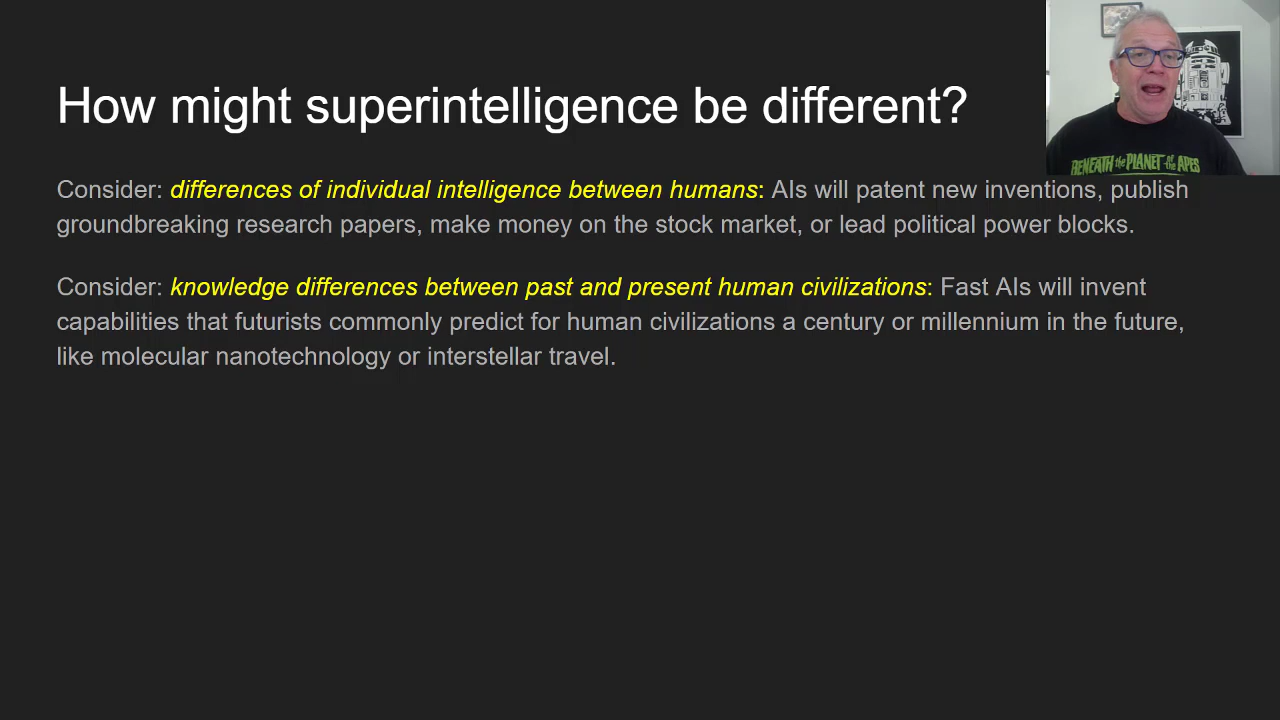 How might superintelligence be different?
BENEATH THE PLANET OF THE APES
Consider: differences of individual intelligence between humans: AIs will patent new inventions, publish
groundbreaking research papers, make money on the stock market, or lead political power blocks.
Consider: knowledge differences between past and present human civilizations: Fast AIs will invent
capabilities that futurists commonly predict for human civilizations a century or millennium in the future,
like molecular nanotechnology or interstellar travel.